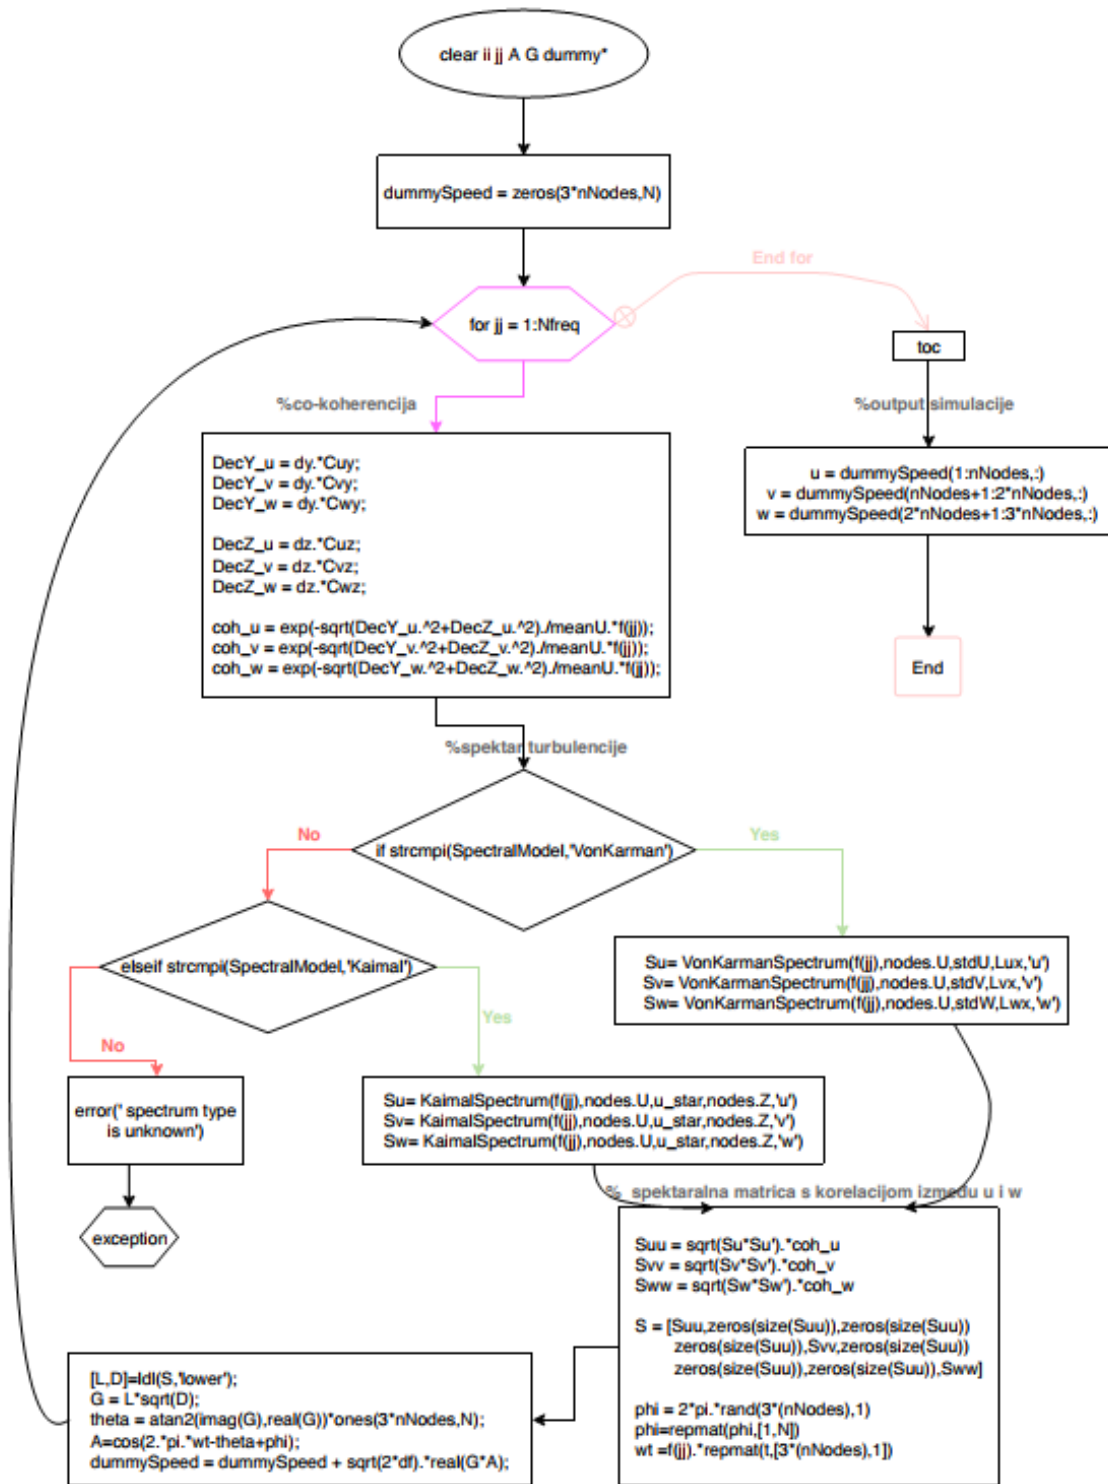 clear ii jj A G dummy*
dummySpeed = zeros(3*nNodes,N)
End for
for jj = 1:Nfreq
toc
%co-koherencija
%output simulacije
DecY_u = dy.*Cuy;
DecY_v = dy.*Cvy;
DecY_w = dy.*Cwy;
DecZ_u = dz.*Cuz;
DecZ_v = dz.*Cvz;
DecZ_w = dz.*Cwz;
coh_u = exp(-sqrt(DecY_u.^2+DecZ_u.^2)./meanU.*f(jj));
coh_v = exp(-sqrt(DecY_v.^2+DecZ_v.^2)./meanU.*f(jj));
coh_w = exp(-sqrt(DecY_w.^2+DecZ_w.^2)./meanU.*f(jj));
u = dummySpeed(1:nNodes,:)
v = dummySpeed(nNodes+1:2*nNodes,:)
w = dummySpeed(2*nNodes+1:3*nNodes,:)
End
%spektar turbulencije
No
if strcmpi(SpectralModel,'VonKarman')
Yes
elseif strcmpi(SpectralModel,'Kaimal')
Su= VonKarmanSpectrum(f(jj),nodes.U,stdU,Lux,'u')
Sv= VonKarmanSpectrum(f(jj),nodes.U,stdV,Lvx,'v')
Sw= VonKarmanSpectrum(f(jj),nodes.U,stdW,Lwx,'w')
No
Yes
error(' spectrum type
is unknown')
Su= KaimalSpectrum(f(jj),nodes.U,u_star,nodes.Z,'u')
Sv= KaimalSpectrum(f(jj),nodes.U,u_star,nodes.Z,'v')
Sw= KaimalSpectrum(f(jj),nodes.U,u_star,nodes.Z,'w')
exception
% spektaralna matrica s korelacijom između u i w
Suu = sqrt(Su*Su').*coh_u
Svv = sqrt(Sv*Sv').*coh_v
Sww = sqrt(Sw*Sw').*coh_w
S = [Suu,zeros(size(Suu)),zeros(size(Suu))
zeros(size(Suu)),Svv,zeros(size(Suu))
zeros(size(Suu)),zeros(size(Suu)),Sww]
phi = 2*pi.*rand(3*(nNodes),1)
phi=repmat(phi,[1,N])
wt =f(jj).*repmat(t,[3*(nNodes),1])
[L,D]=ldl(S,'lower');
G = L*sqrt(D);
theta = atan2(imag(G),real(G))*ones(3*nNodes,N);
A=cos(2.*pi.*wt-theta+phi);
dummySpeed = dummySpeed + sqrt(2*df).*real(G*A);